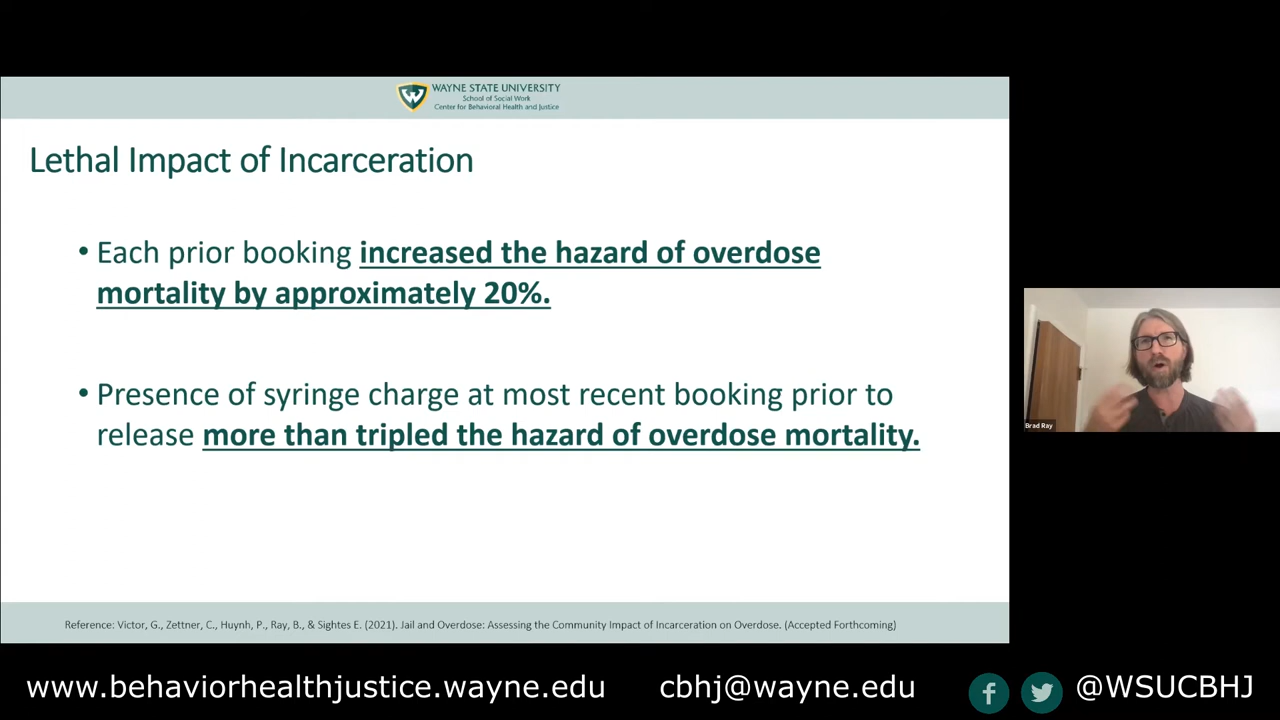 WAYNE STATE UNIVERSITY
School of Social Work
Center for Behavioral Health and Justice
Lethal Impact of Incarceration
• Each prior booking increased the hazard of overdose
mortality by approximately 20%.
• Presence of syringe charge at most recent booking prior to
release more than tripled the hazard of overdose mortality.
Brad Ray
Reference: Victor, G., Zettner, C., Huynh, P., Ray, B., & Sightes E. (2021). Jail and Overdose: Assessing the Community Impact of Incarceration on Overdose. (Accepted Forthcoming)
www.behaviorhealthjustice.wayne.edu cbhj@wayne.edu @WSUCBHJ